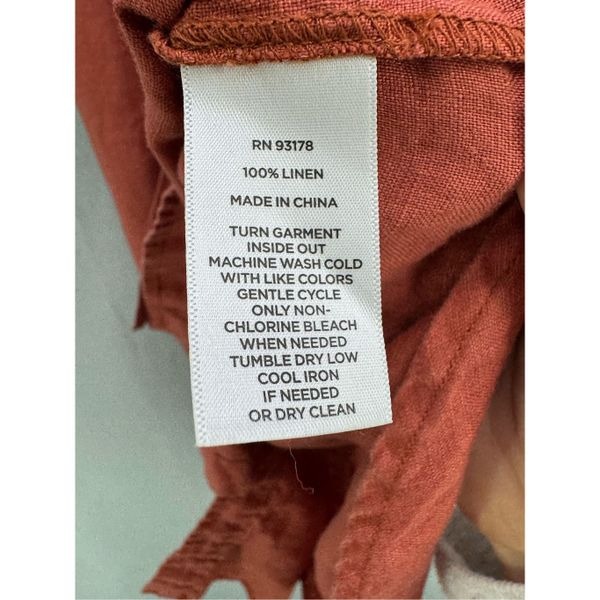 RN 93178
100% LINEN
MADE IN CHINA
TURN GARMENT
INSIDE OUT
MACHINE WASH COLD
WITH LIKE COLORS
GENTLE CYCLE
ONLY NON-
CHLORINE BLEACH
WHEN NEEDED
TUMBLE DRY LOW
COOL IRON
IF NEEDED
OR DRY CLEAN